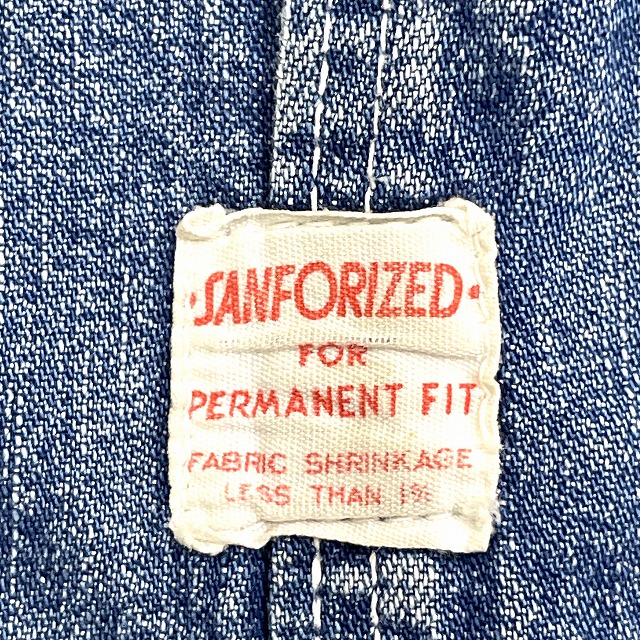 ·SANFORIZED·
FOR
PERMANENT FIT
FABRIC SHRINKAGE
LESS THAN 1%